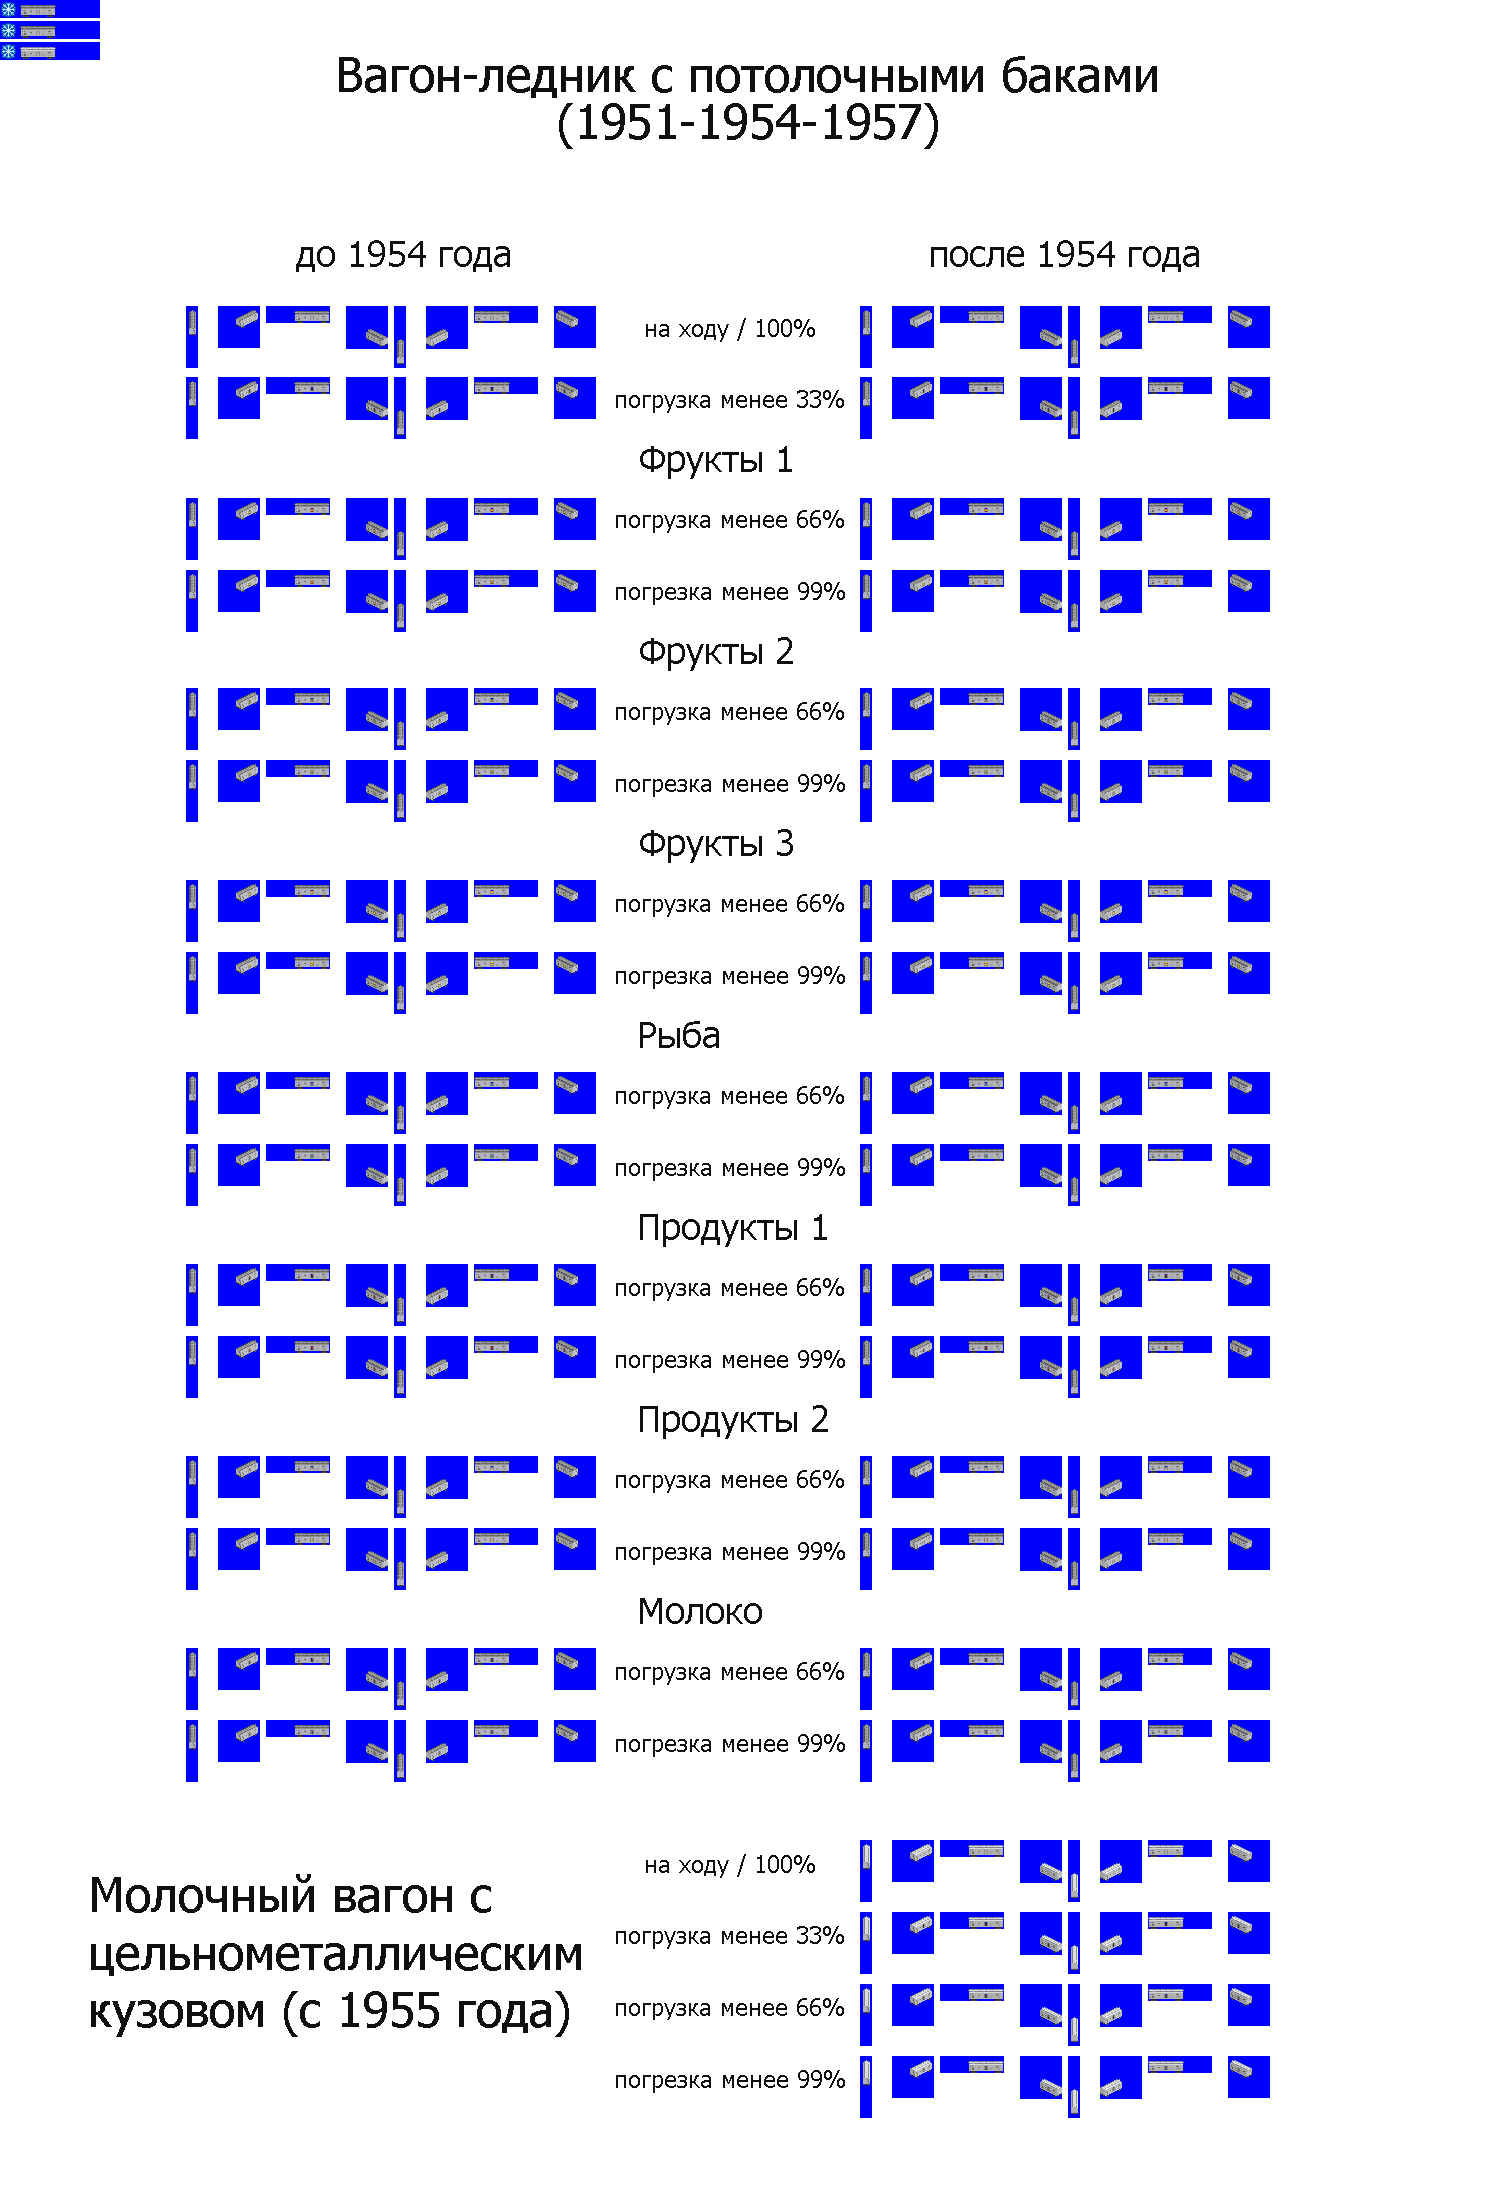 Вагон-ледник с потолочными баками
(1951-1954-1957)
до 1954 года
после 1954 года
на ходу / 100%
погрузка менее 33%
Фрукты 1
погрузка менее 66%
погрезка менее 99%
Фрукты 2
погрузка менее 66%
погрезка менее 99%
Фрукты 3
погрузка менее 66%
погрезка менее 99%
Рыба
погрузка менее 66%
погрезка менее 99%
Продукты 1
погрузка менее 66%
погрезка менее 99%
Продукты 2
погрузка менее 66%
погрезка менее 99%
Молоко
погрузка менее 66%
погрезка менее 99%
Молочный вагон с
цельнометаллическим
кузовом (с 1955 года)
на ходу / 100%
погрузка менее 33%
погрузка менее 66%
погрезка менее 99%